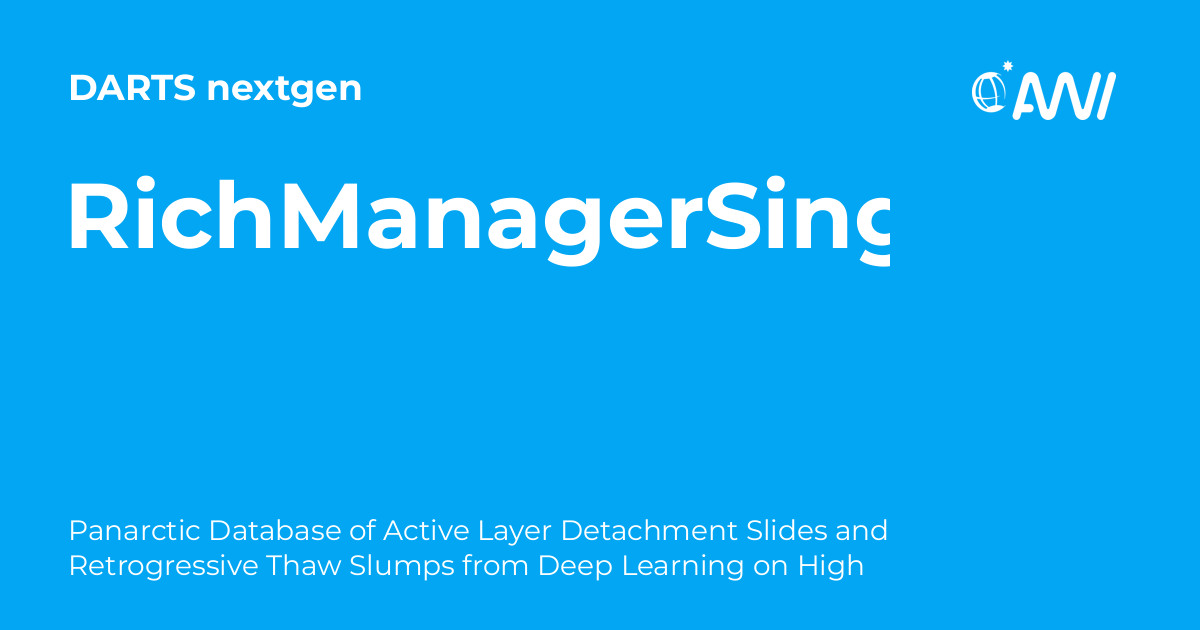 DARTS nextgen
AWI
RichManagerSing
Panarctic Database of Active Layer Detachment Slides and
Retrogressive Thaw Slumps from Deep Learning on High